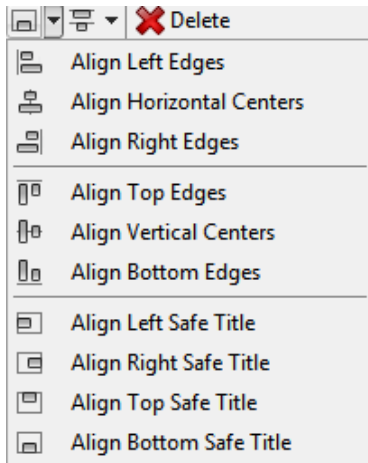 Delete
Align Left Edges
Align Horizontal Centers
Align Right Edges
Align Top Edges
Align Vertical Centers
Align Bottom Edges
Align Left Safe Title
Align Right Safe Title
Align Top Safe Title
Align Bottom Safe Title